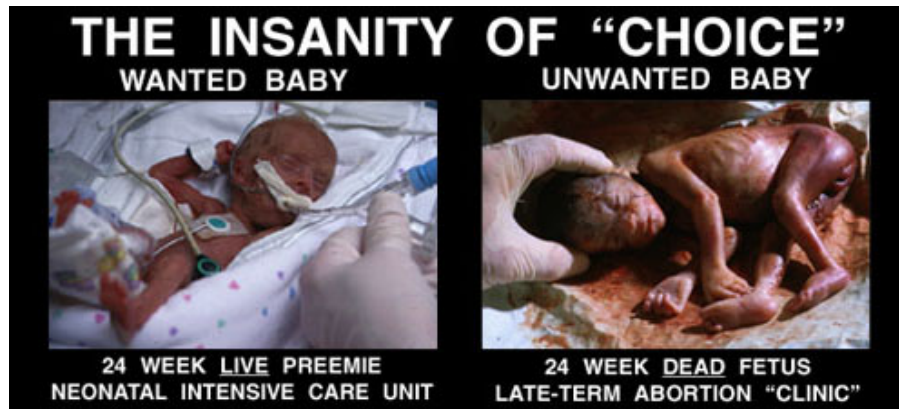 THE INSANITY OF “CHOICE”
WANTED BABY
UNWANTED BABY
24 WEEK LIVE PREEMIE
NEONATAL INTENSIVE CARE UNIT
24 WEEK DEAD FETUS
LATE-TERM ABORTION “CLINIC”